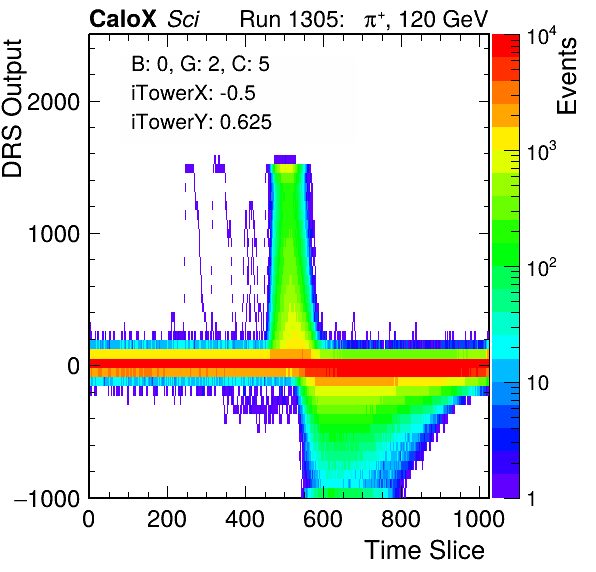 CaloX Sci Run 1305: π⁺, 120 GeV
B: 0, G: 2, C: 5
iTowerX: -0.5
iTowerY: 0.625
DRS Output
2000
1000
0
−1000
0 200 400 600 800 1000
Time Slice
Events
10⁴
10³
10²
10
1